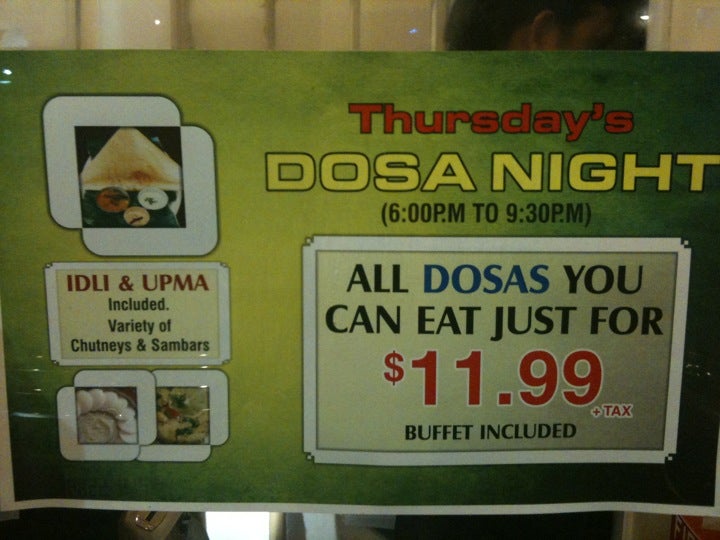 Thursday's
DOSA NIGHT
(6:00P.M TO 9:30P.M)
IDLI & UPMA
Included.
Variety of
Chutneys & Sambars
ALL DOSAS YOU
CAN EAT JUST FOR
$11.99
+TAX
BUFFET INCLUDED